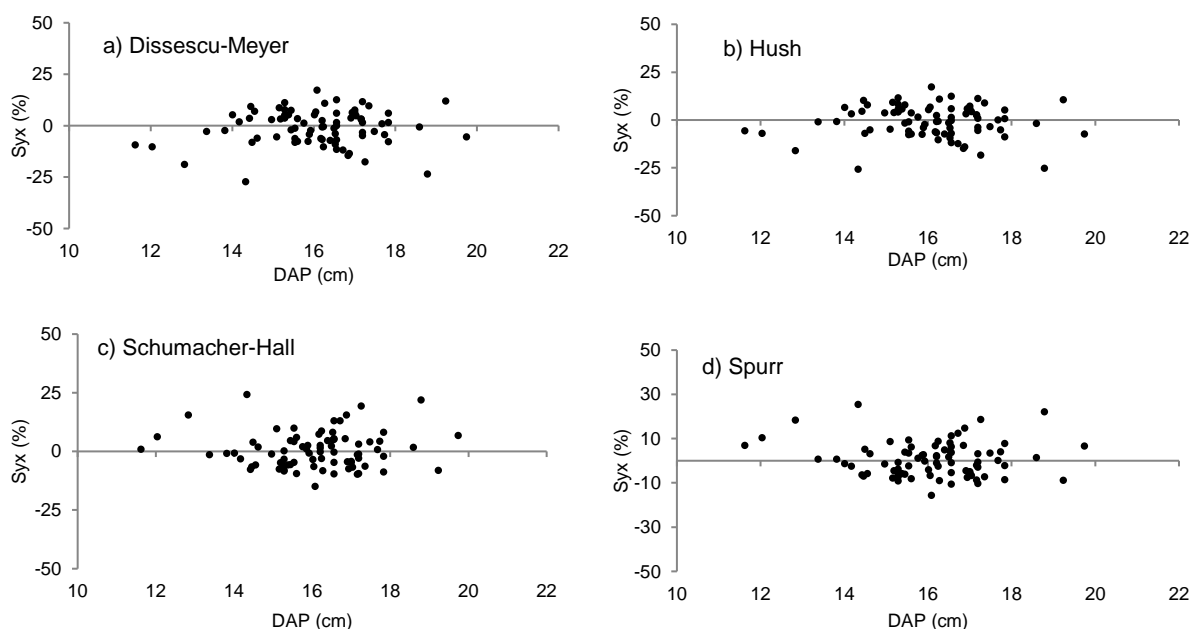 a) Dissescu-Meyer
Syx (%)
50
25
0
-25
-50
10 12 14 16 18 20 22
DAP (cm)
b) Hush
Syx (%)
50
25
0
-25
-50
10 12 14 16 18 20 22
DAP (cm)
c) Schumacher-Hall
Syx (%)
50
25
0
-25
-50
10 12 14 16 18 20 22
DAP (cm)
d) Spurr
Syx (%)
50
30
10
-10
-30
-50
10 12 14 16 18 20 22
DAP (cm)